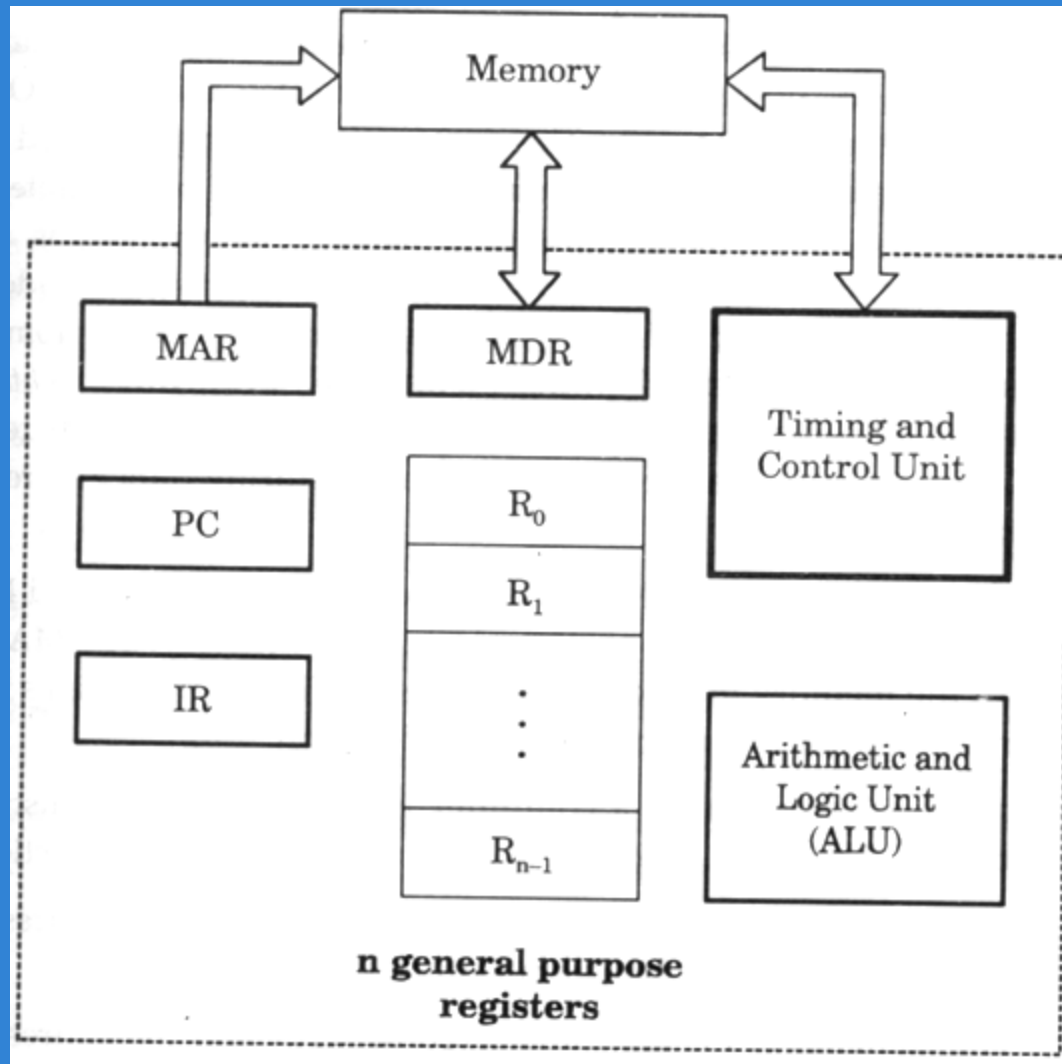 Memory
MAR
MDR
Timing and
Control Unit
PC
R₀
R₁
IR
Arithmetic and
Logic Unit
(ALU)
Rₙ₋₁
n general purpose
registers